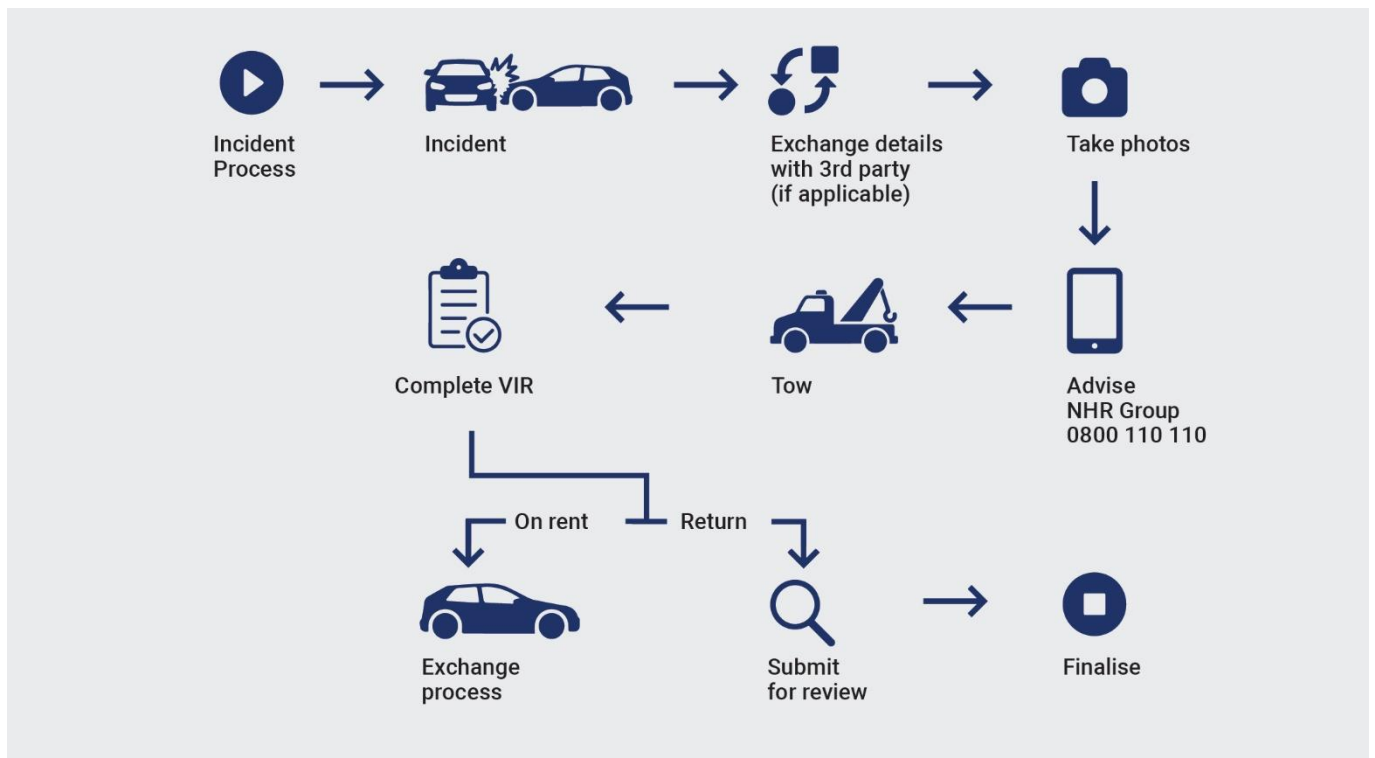 Incident
Process
Incident
Exchange details
with 3rd party
(if applicable)
Take photos
Advise
NHR Group
0800 110 110
Tow
Complete VIR
On rent
Return
Exchange
process
Submit
for review
Finalise